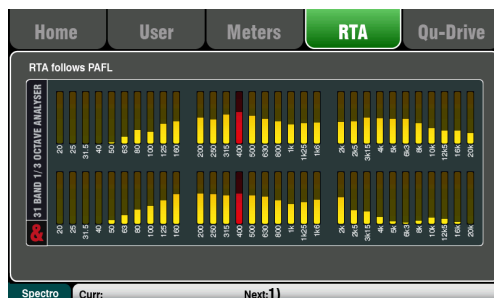 Home User Meters RTA Qu-Drive
RTA follows PAFL
31 BAND 1/3 OCTAVE ANALYSER
20 25 31.5 40 50 63 80 100 125 160 200 250 315 400 500 630 800 1k 1k25 1k6 2k 2k5 3k15 4k 5k 6k3 8k 10k 12k5 16k 20k
20 25 31.5 40 50 63 80 100 125 160 200 250 315 400 500 630 800 1k 1k25 1k6 2k 2k5 3k15 4k 5k 6k3 8k 10k 12k5 16k 20k
&
Spectro Curr: Next:1)